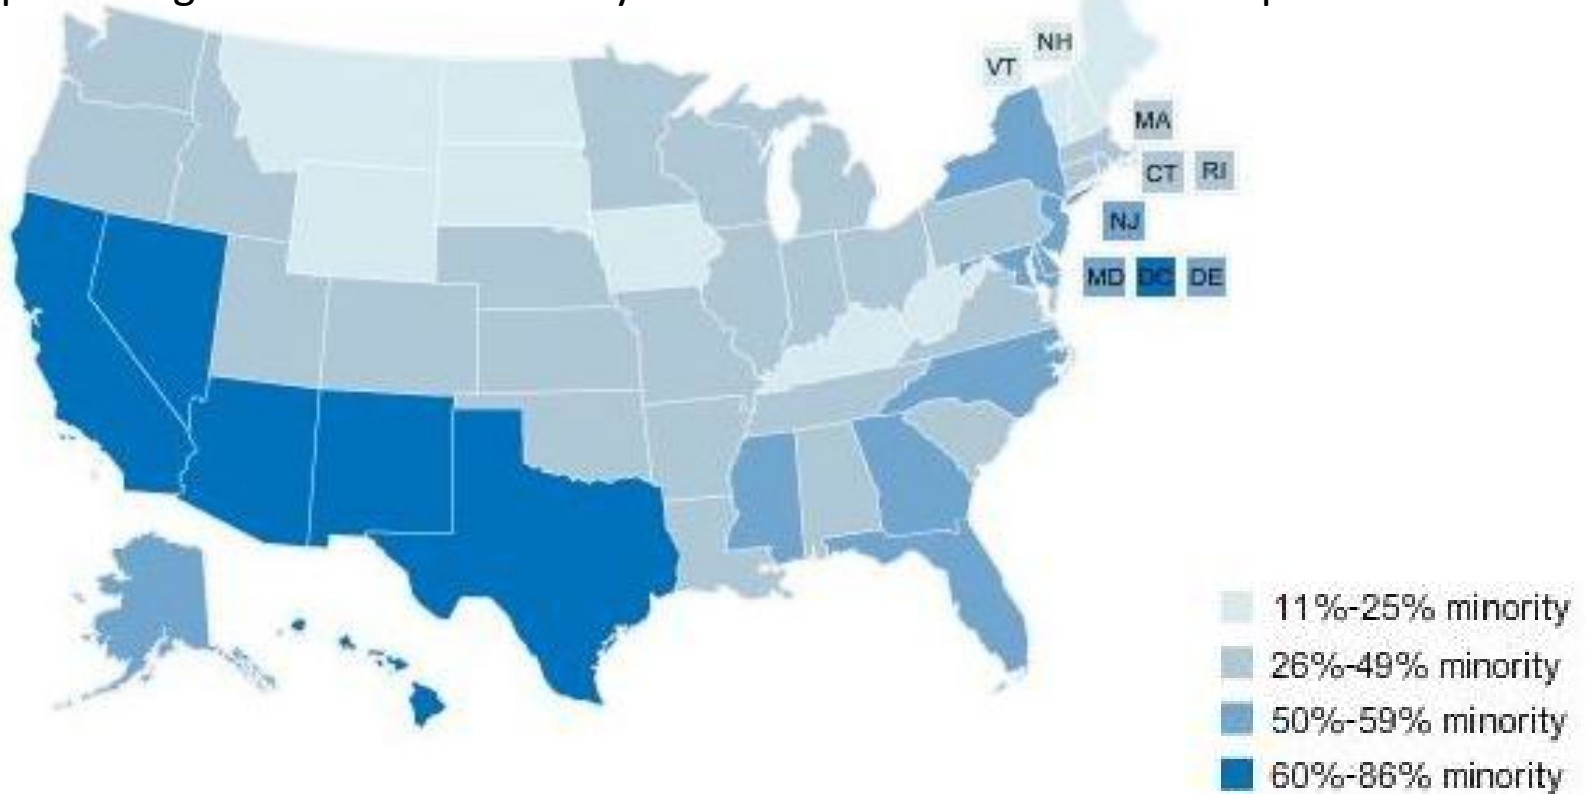 NH
VT
MA
CT RI
NJ
MD DC DE
11%-25% minority
26%-49% minority
50%-59% minority
60%-86% minority